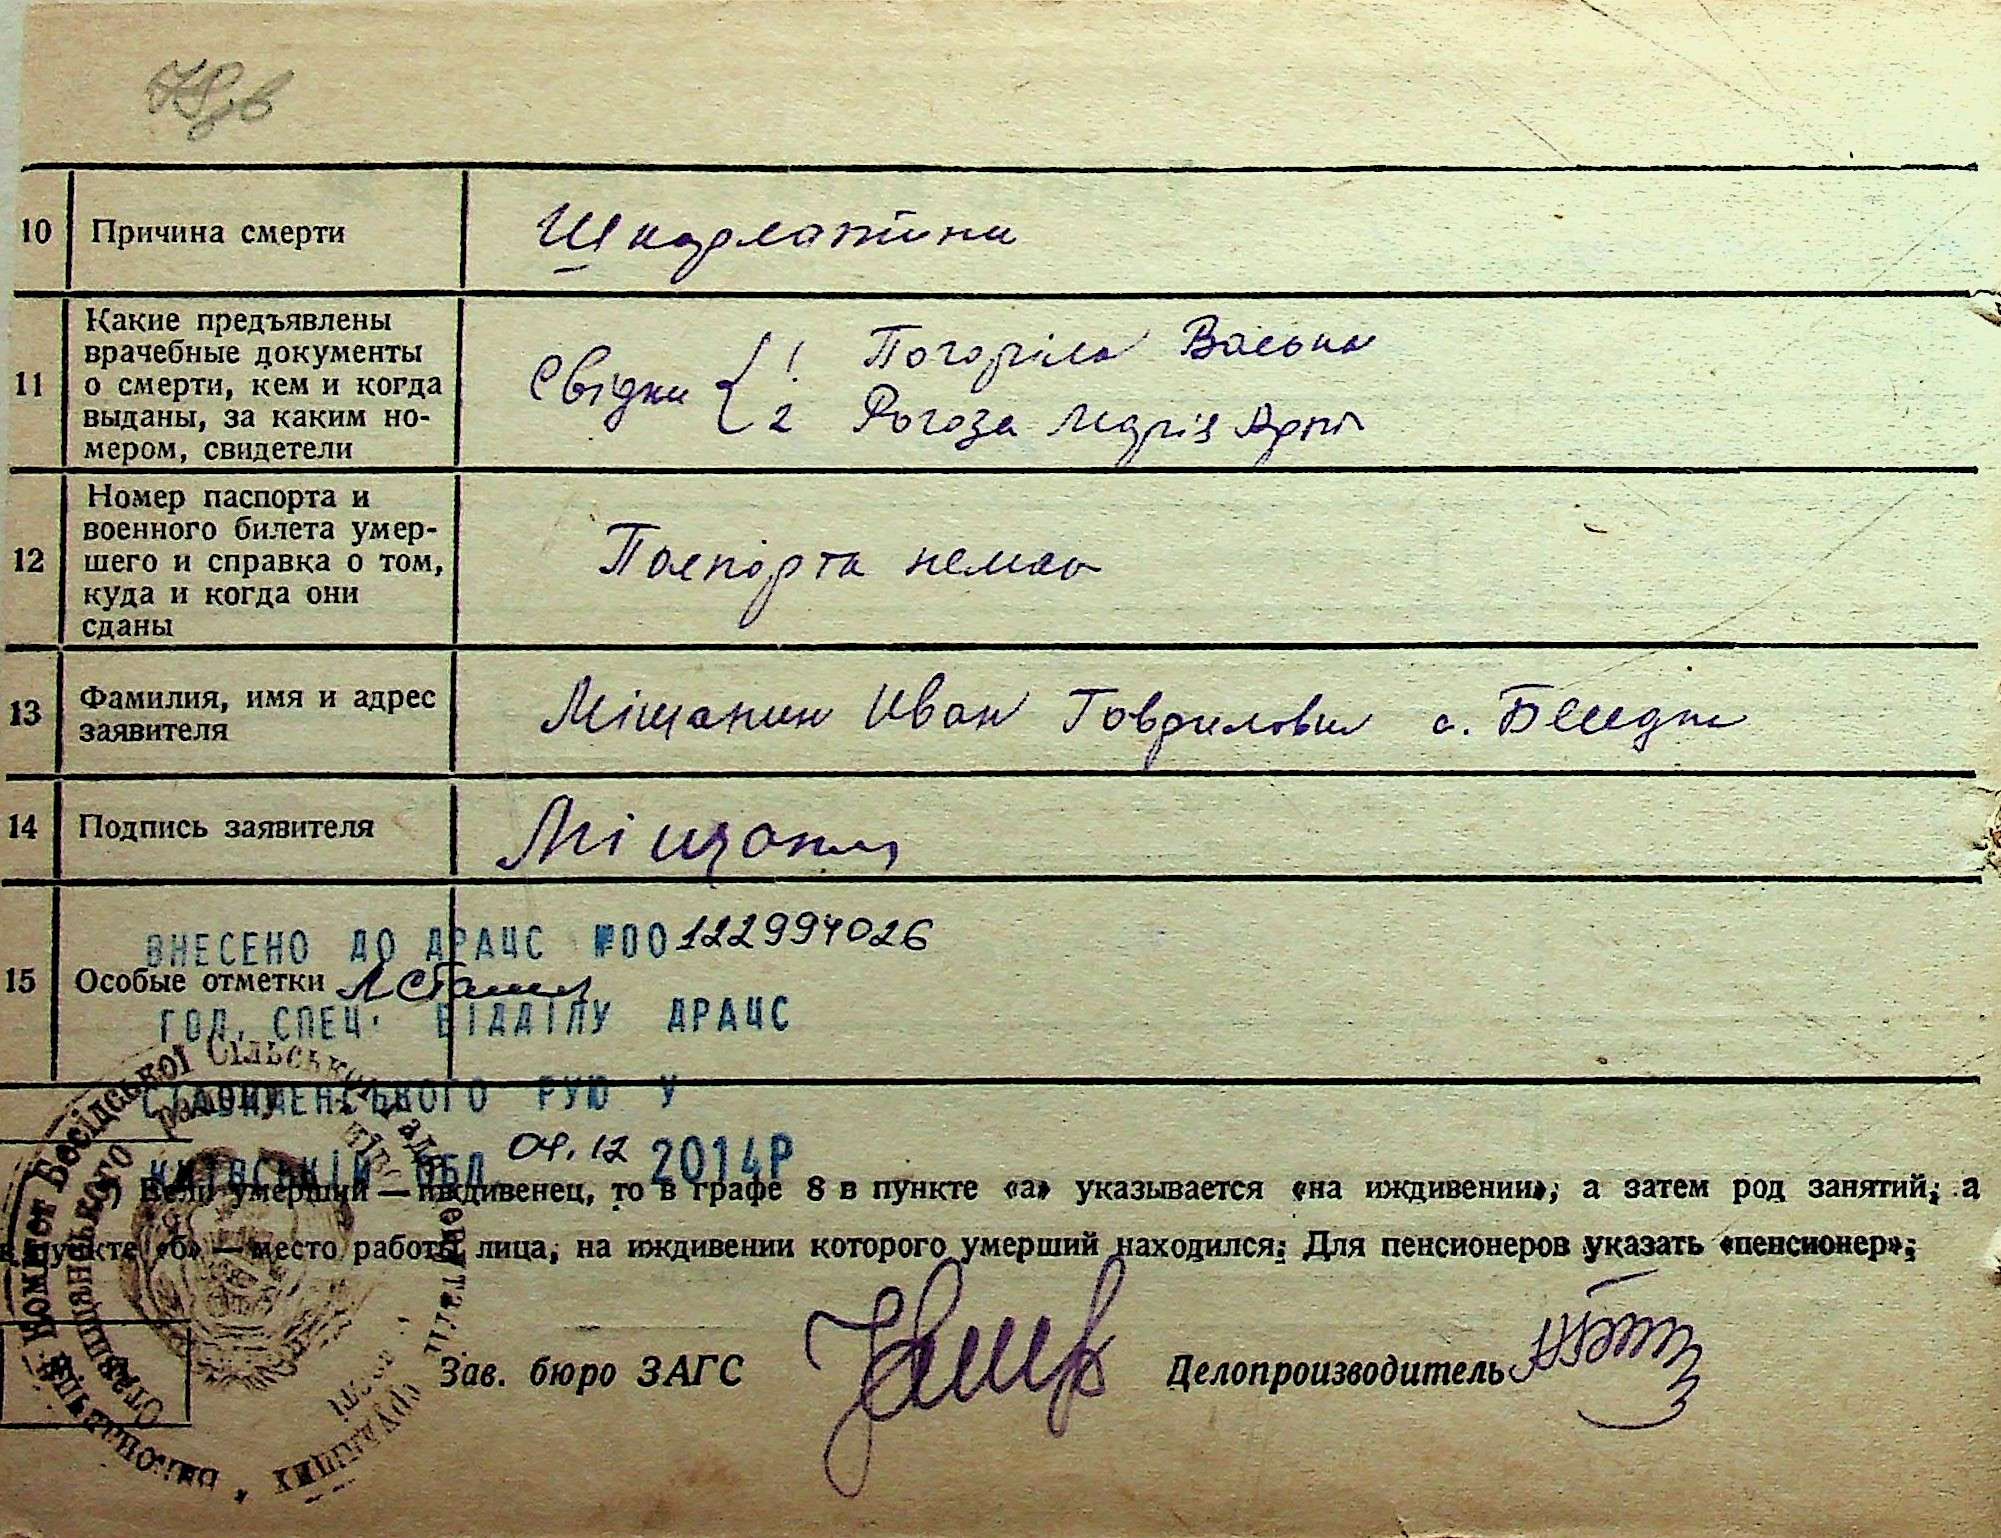 10 Причина смерти Шкарлатина
11 Какие предъявлены
врачебные документы
о смерти, кем и когда
выданы, за каким но-
мером, свидетели
Свідки { 1. Погоріла Васька
2 Рогоза
12 Номер паспорта и
военного билета умер-
шего и справка о том,
куда и когда они
сданы
Паспорта немає
13 Фамилия, имя и адрес
заявителя
Міщанин Иван Гаврилович с.
14 Подпись заявителя Міщанин
ВНЕСЕНО ДО ДРАЦС №00122994026
15 Особые отметки
ГОЛ. СПЕЦ. ВІДДІЛУ ДРАЦС
СТАВИЩЕНСЬКОГО РУЮ У
КИЇВСЬКІЙ ОБЛ. 04.12 2014Р
*) Если умерший — иждивенец, то в графе 8 в пункте «а» указывается «на иждивении»; а затем род занятий; а
в пункте «б» — место работы лица, на иждивении которого умерший находился; Для пенсионеров указать «пенсионер»;
Зав. бюро ЗАГС Делопроизводитель